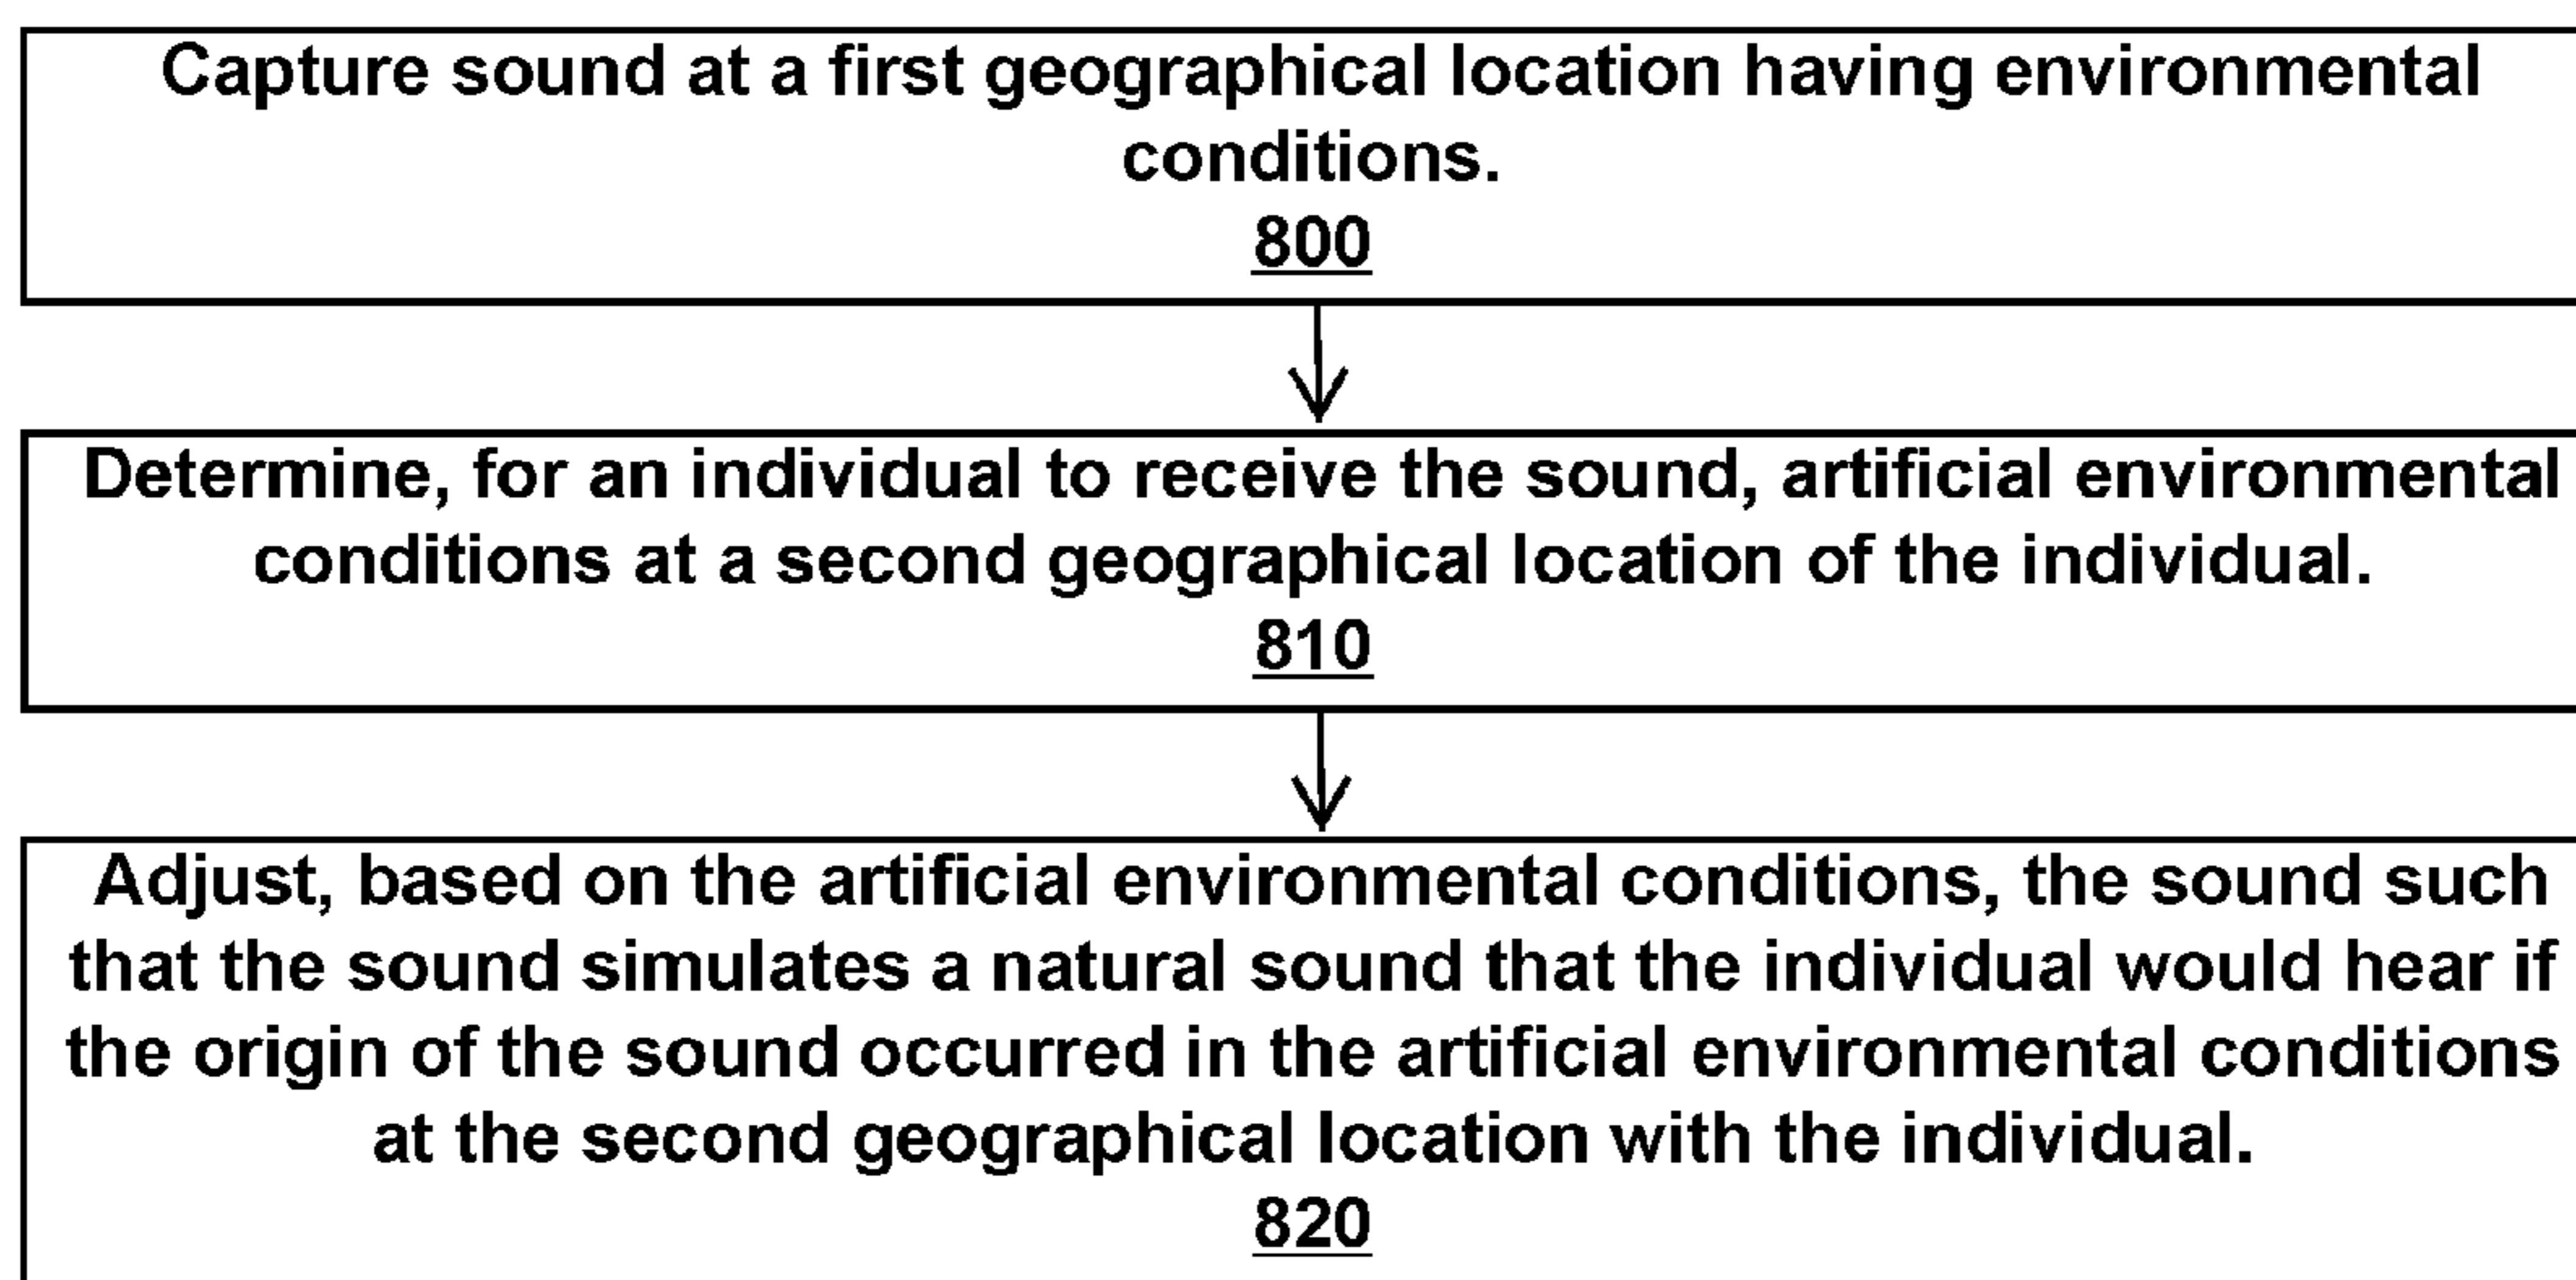 Capture sound at a first geographical location having environmental
conditions.
800
Determine, for an individual to receive the sound, artificial environmental
conditions at a second geographical location of the individual.
810
Adjust, based on the artificial environmental conditions, the sound such
that the sound simulates a natural sound that the individual would hear if
the origin of the sound occurred in the artificial environmental conditions
at the second geographical location with the individual.
820